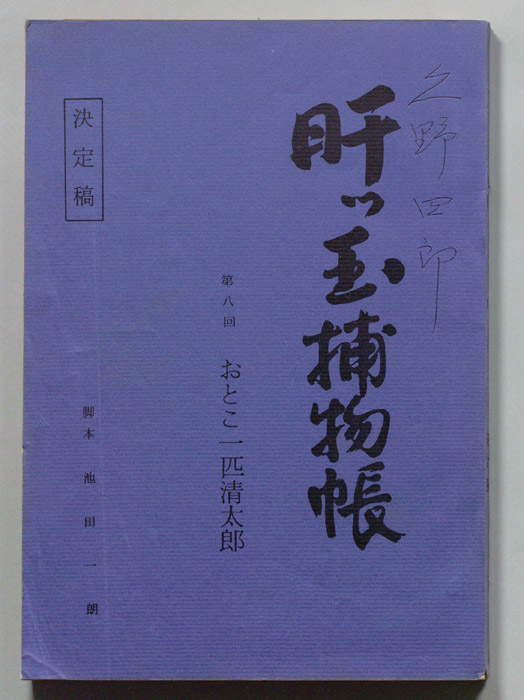 久野四郎
肝っ玉捕物帳
第八回 おとこ一匹清太郎
決定稿
脚本 池田一朗